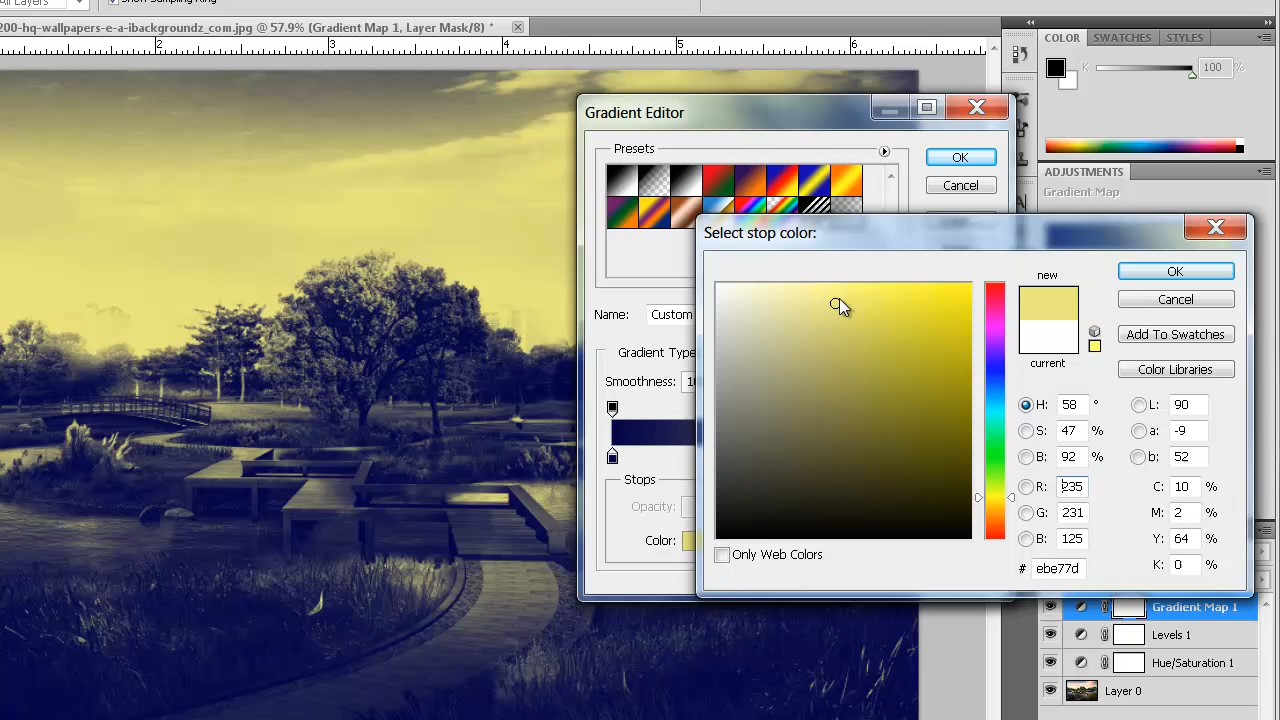 All Layers
Show Sampling Ring
200-hq-wallpapers-e-a-ibackgroundz_com.jpg @ 57.9% (Gradient Map 1, Layer Mask/8) *
2 3 4 5 6
COLOR SWATCHES STYLES
K 100 %
ADJUSTMENTS
Gradient Map
Gradient Editor
Presets
OK
Cancel
Name: Custom
Gradient Type
Smoothness: 10
Stops
Opacity:
Color:
Select stop color:
new
current
OK
Cancel
Add To Swatches
Color Libraries
H: 58 °
S: 47 %
B: 92 %
R: 235
G: 231
B: 125
# ebe77d
L: 90
a: -9
b: 52
C: 10 %
M: 2 %
Y: 64 %
K: 0 %
Only Web Colors
Gradient Map 1
Levels 1
Hue/Saturation 1
Layer 0